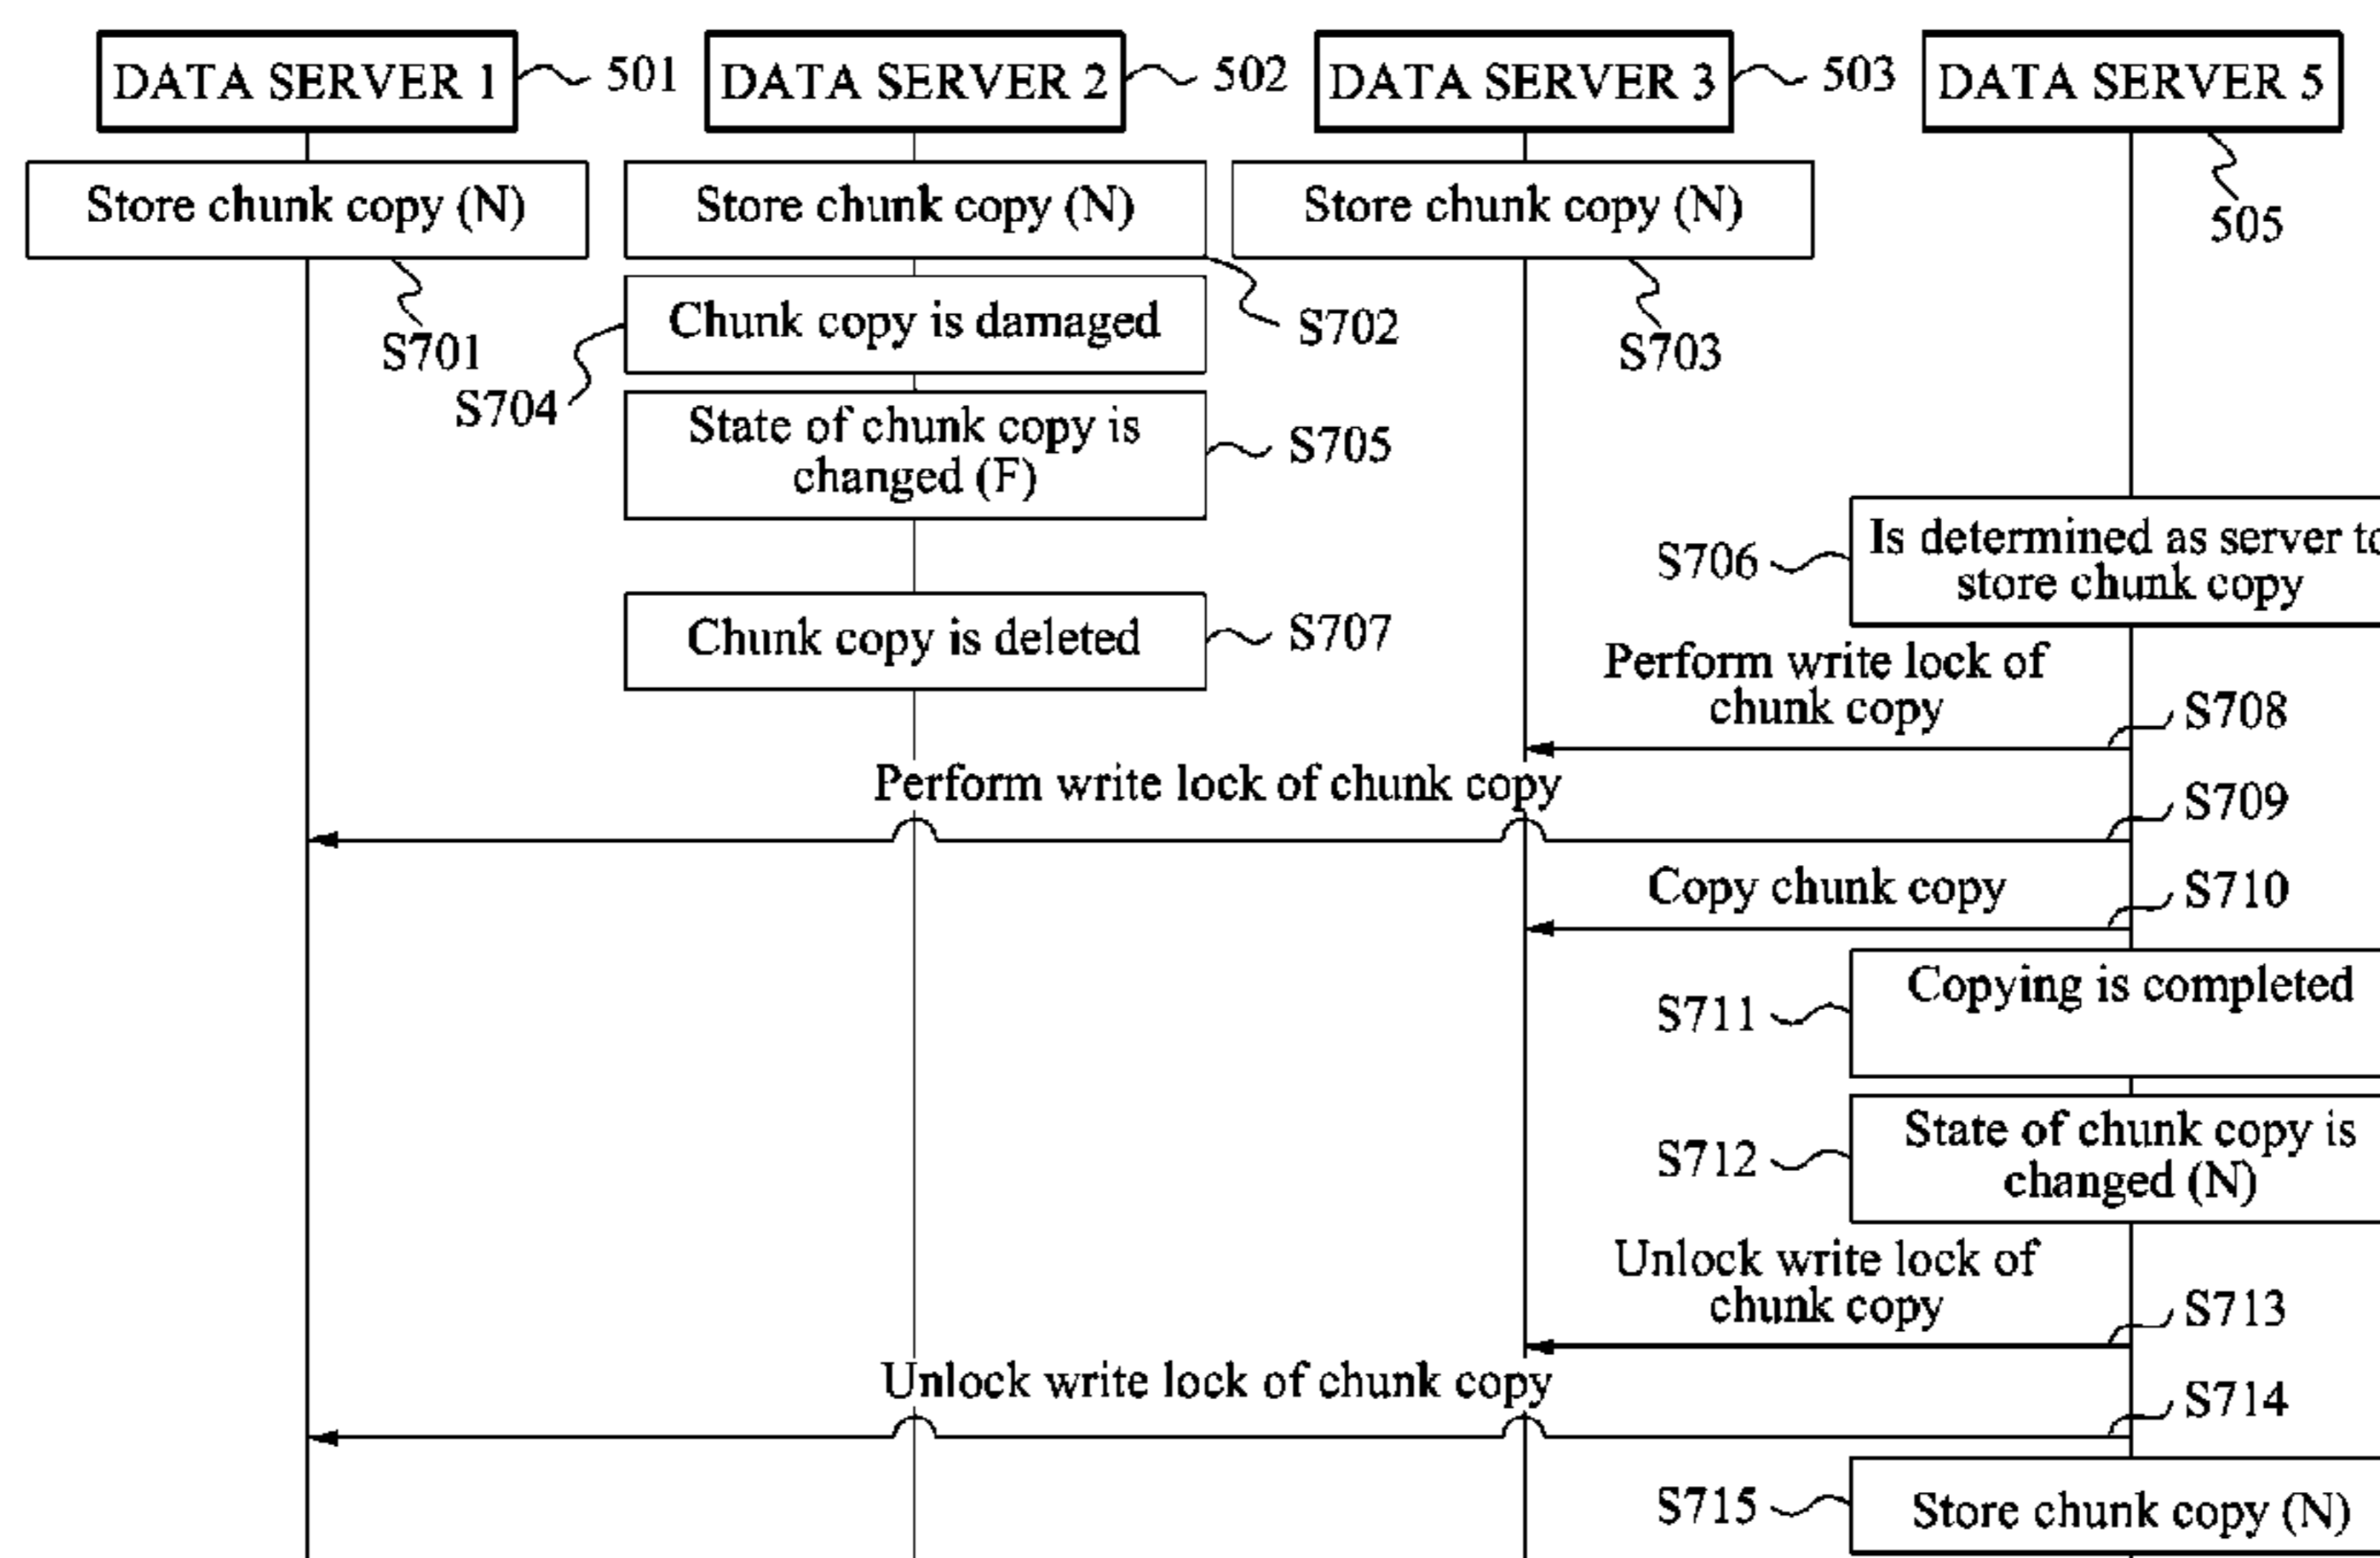 DATA SERVER 1
501
DATA SERVER 2
502
DATA SERVER 3
503
DATA SERVER 5
505
Store chunk copy (N)
S701
Store chunk copy (N)
S702
Store chunk copy (N)
S703
Chunk copy is damaged
S704
State of chunk copy is
changed (F)
S705
S706
Is determined as server to
store chunk copy
Chunk copy is deleted
S707
Perform write lock of
chunk copy
S708
Perform write lock of chunk copy
S709
Copy chunk copy
S710
Copying is completed
S711
State of chunk copy is
changed (N)
S712
Unlock write lock of
chunk copy
S713
Unlock write lock of chunk copy
S714
S715
Store chunk copy (N)